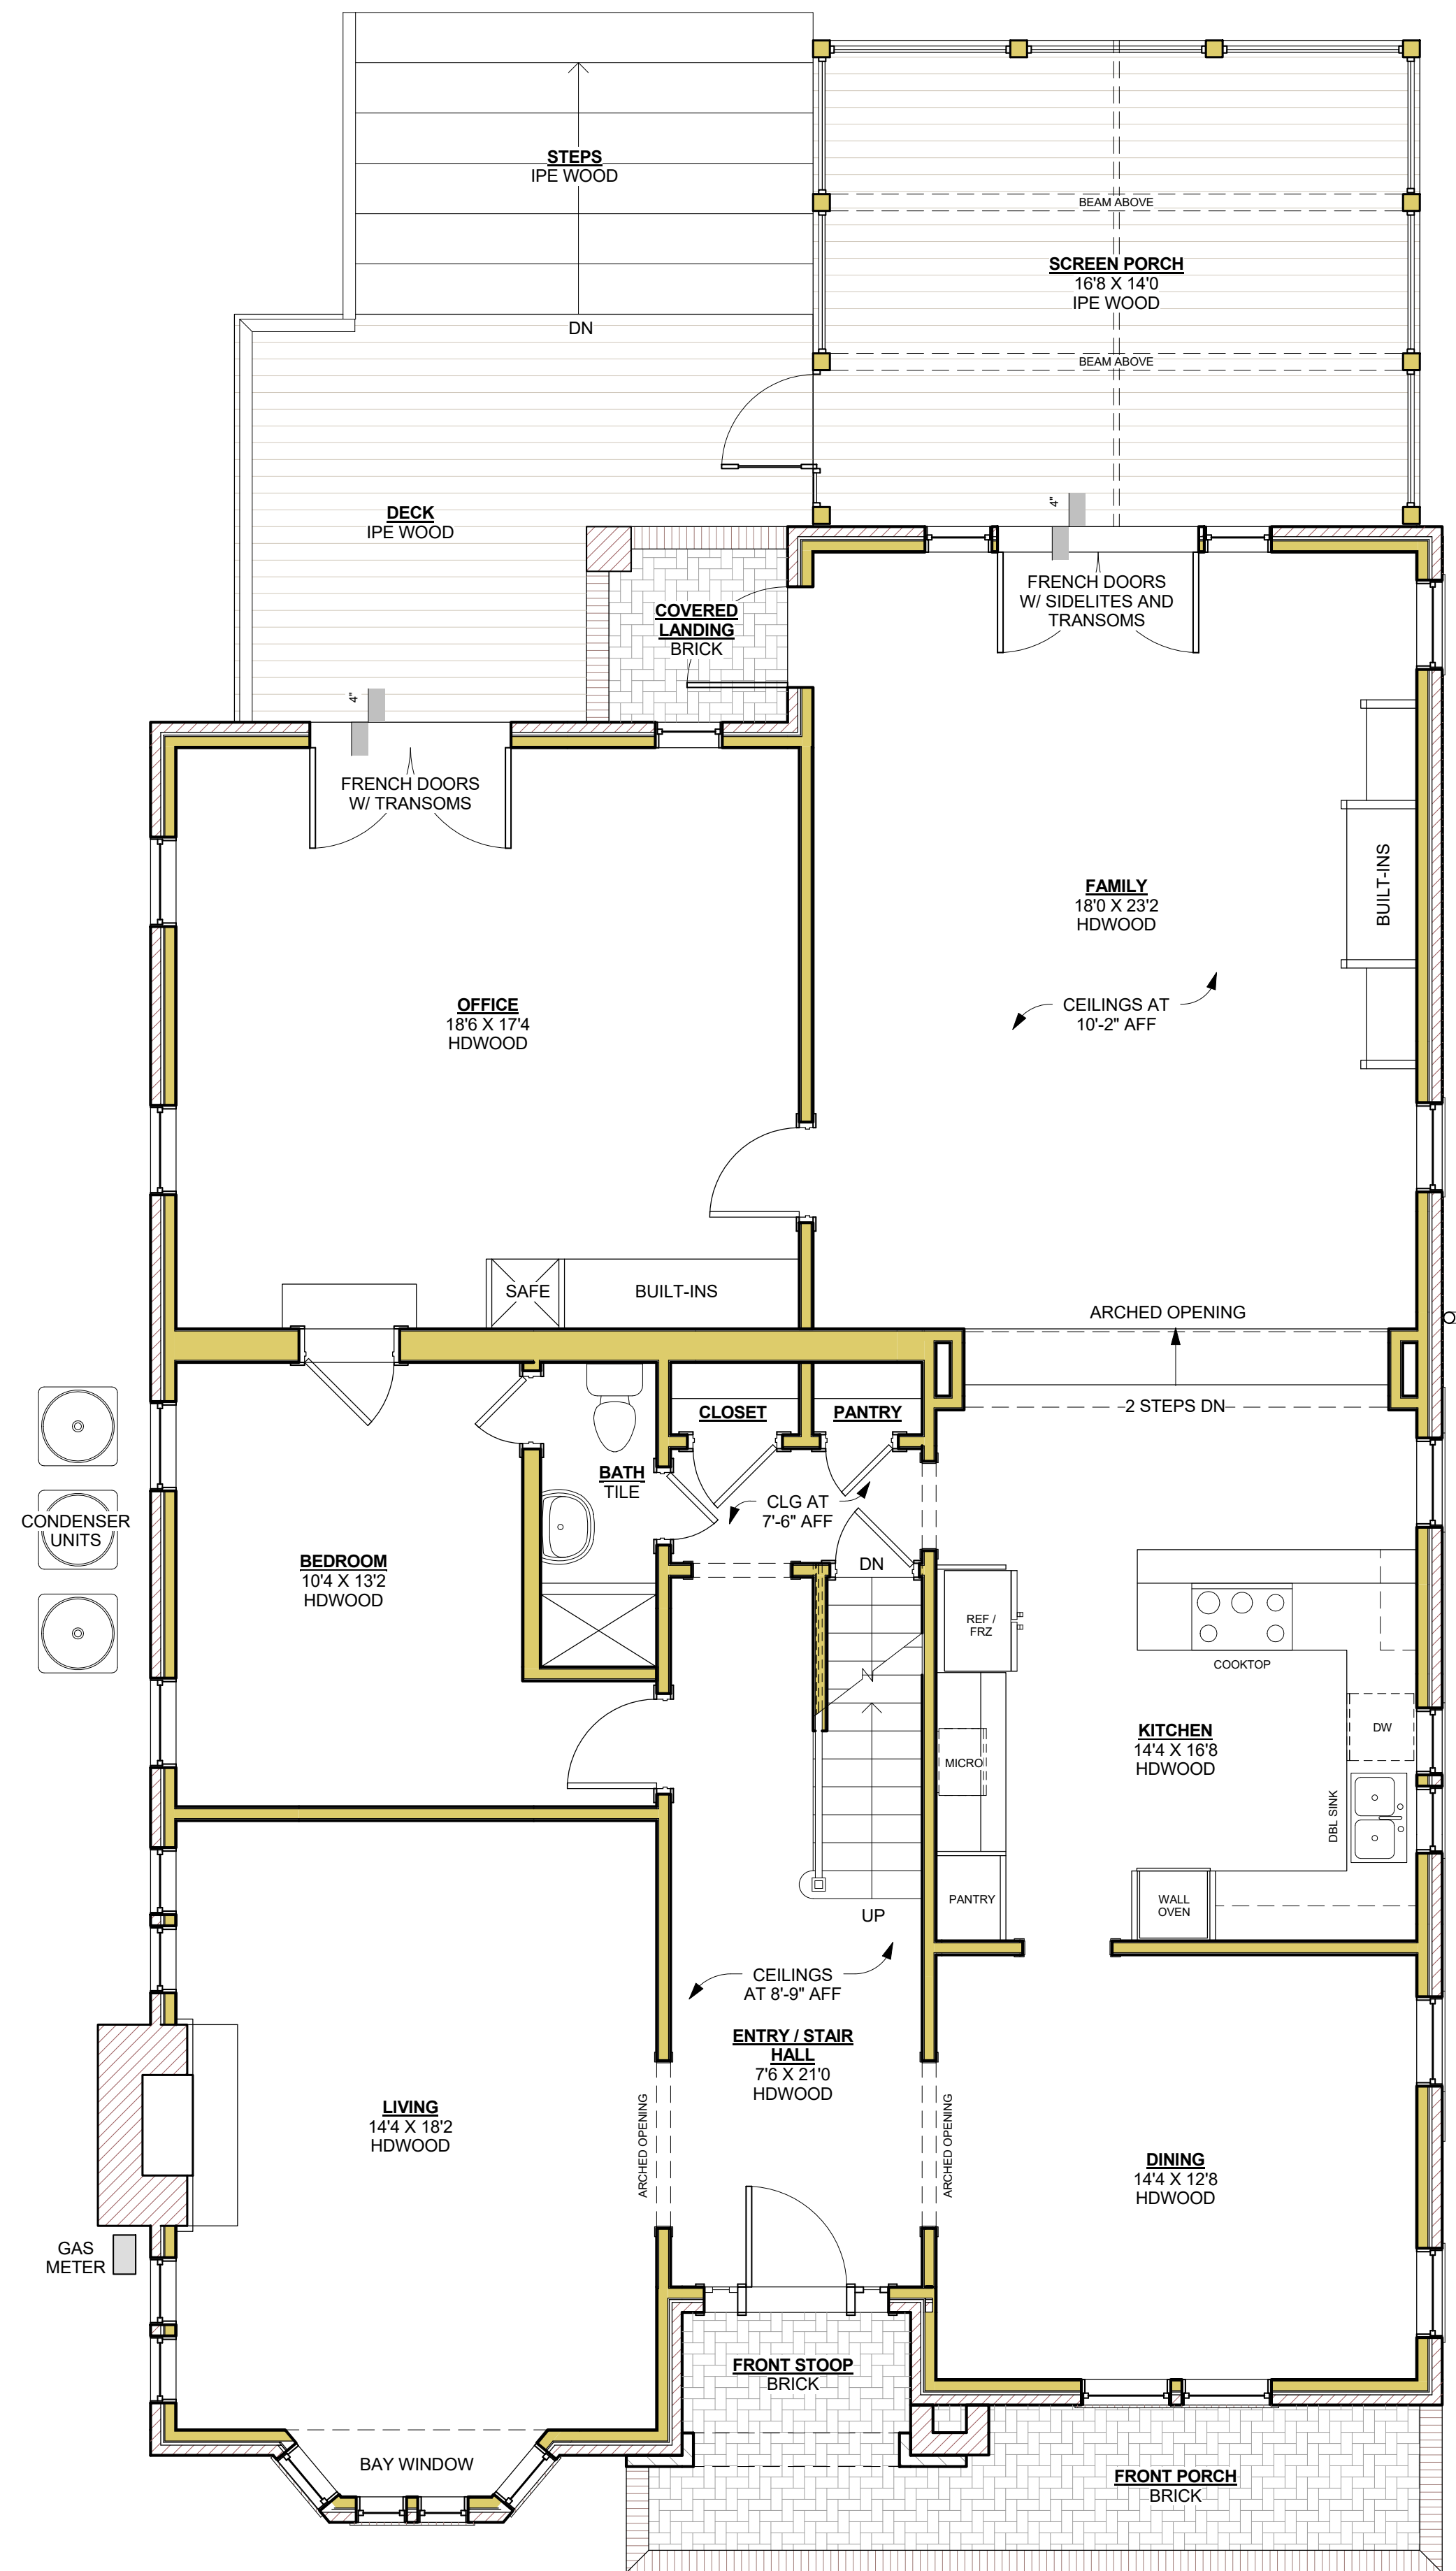 STEPS
IPE WOOD
BEAM ABOVE
SCREEN PORCH
16'8 X 14'0
IPE WOOD
DN
BEAM ABOVE
DECK
IPE WOOD
4"
FRENCH DOORS
W/ SIDELITES AND
TRANSOMS
COVERED
LANDING
BRICK
4"
FRENCH DOORS
W/ TRANSOMS
FAMILY
18'0 X 23'2
HDWOOD
BUILT-INS
OFFICE
18'6 X 17'4
HDWOOD
CEILINGS AT
10'-2" AFF
SAFE
BUILT-INS
ARCHED OPENING
2 STEPS DN
CLOSET
PANTRY
BATH
TILE
CLG AT
7'-6" AFF
CONDENSER
UNITS
BEDROOM
10'4 X 13'2
HDWOOD
DN
REF /
FRZ
COOKTOP
KITCHEN
14'4 X 16'8
HDWOOD
DW
MICRO
DBL SINK
PANTRY
WALL
OVEN
UP
CEILINGS
AT 8'-9" AFF
ENTRY / STAIR
HALL
7'6 X 21'0
HDWOOD
LIVING
14'4 X 18'2
HDWOOD
ARCHED OPENING
ARCHED OPENING
DINING
14'4 X 12'8
HDWOOD
GAS
METER
FRONT STOOP
BRICK
BAY WINDOW
FRONT PORCH
BRICK